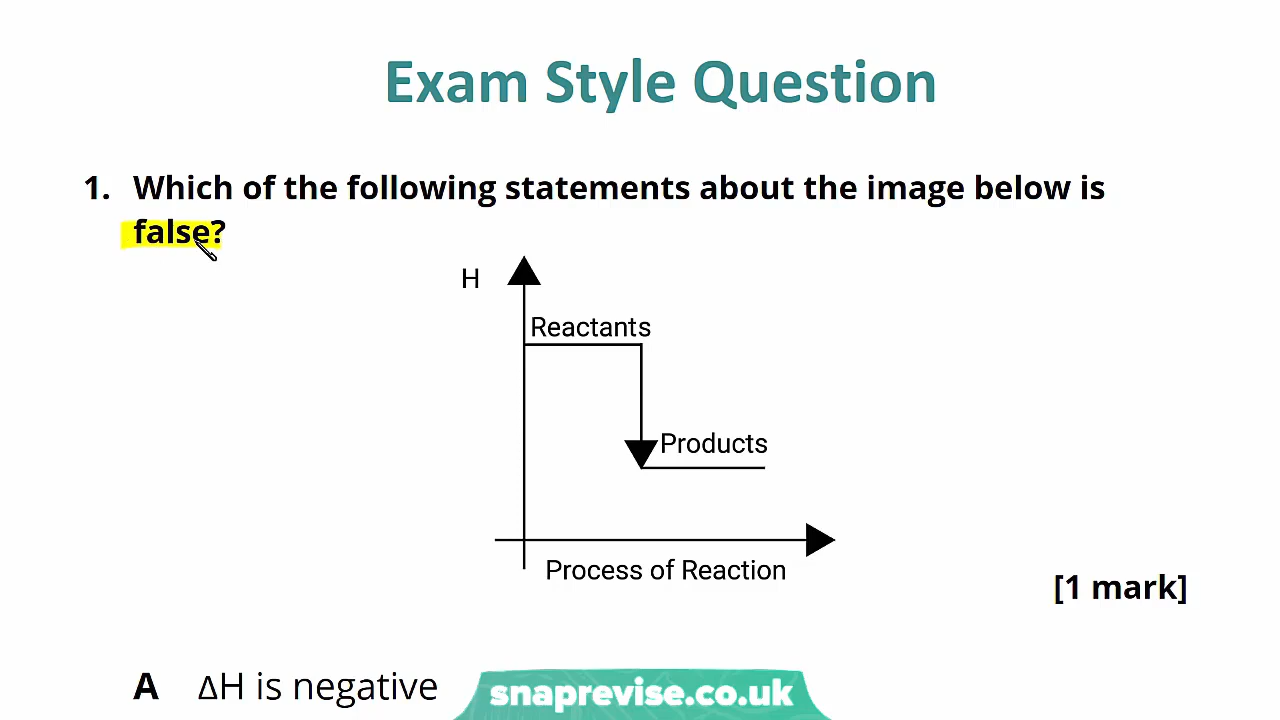 Exam Style Question
1. Which of the following statements about the image below is
false?
H
Reactants
Products
Process of Reaction
[1 mark]
A ΔH is negative
snaprevise.co.uk